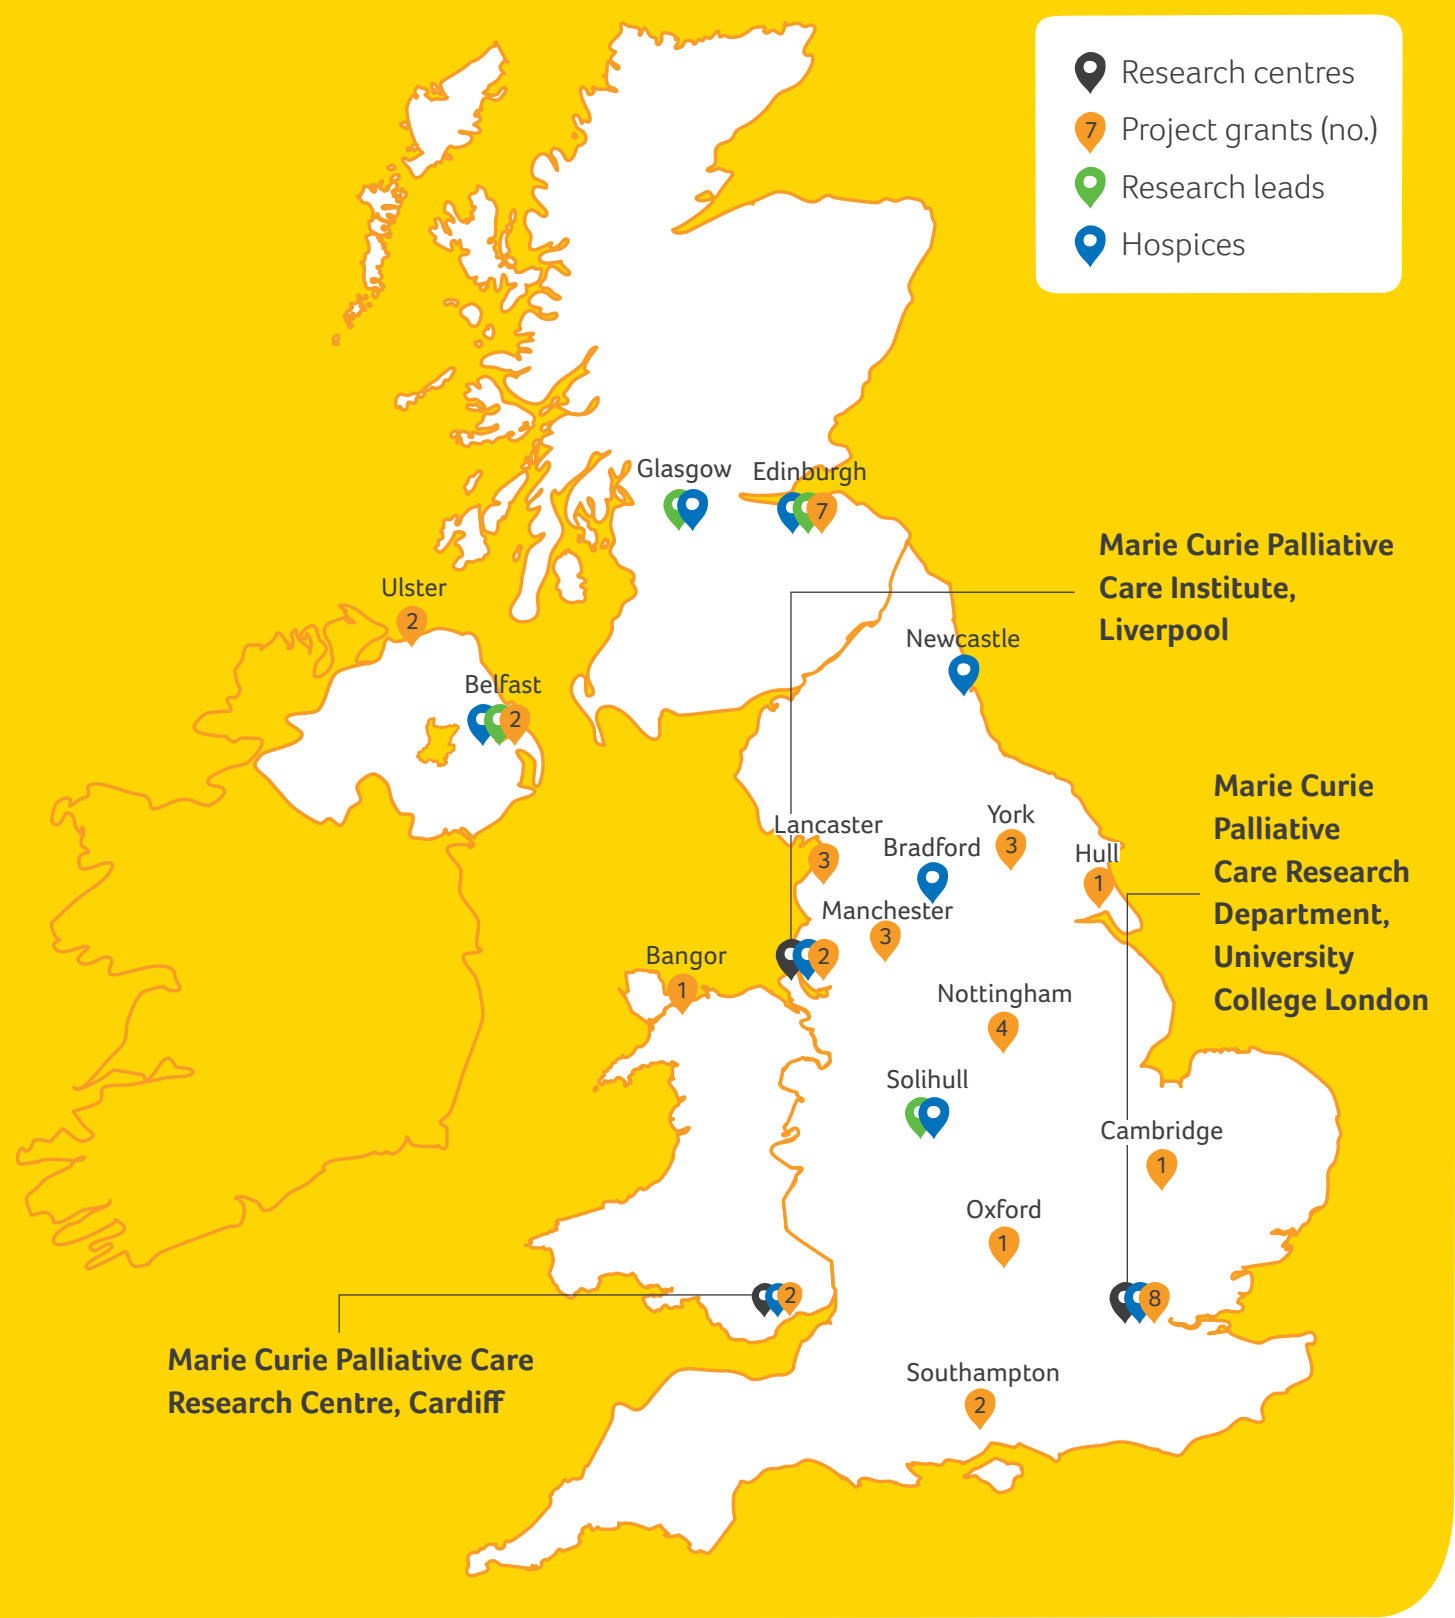 Research centres
7 Project grants (no.)
Research leads
Hospices
Glasgow
Edinburgh
7
Marie Curie Palliative
Care Institute,
Liverpool
Ulster
2
Newcastle
Belfast
2
Marie Curie
Palliative
Care Research
Department,
University
College London
Lancaster
3
York
3
Bradford
Hull
1
Manchester
3
2
Bangor
1
Nottingham
4
Solihull
Cambridge
1
Oxford
1
2
8
Marie Curie Palliative Care
Research Centre, Cardiff
Southampton
2